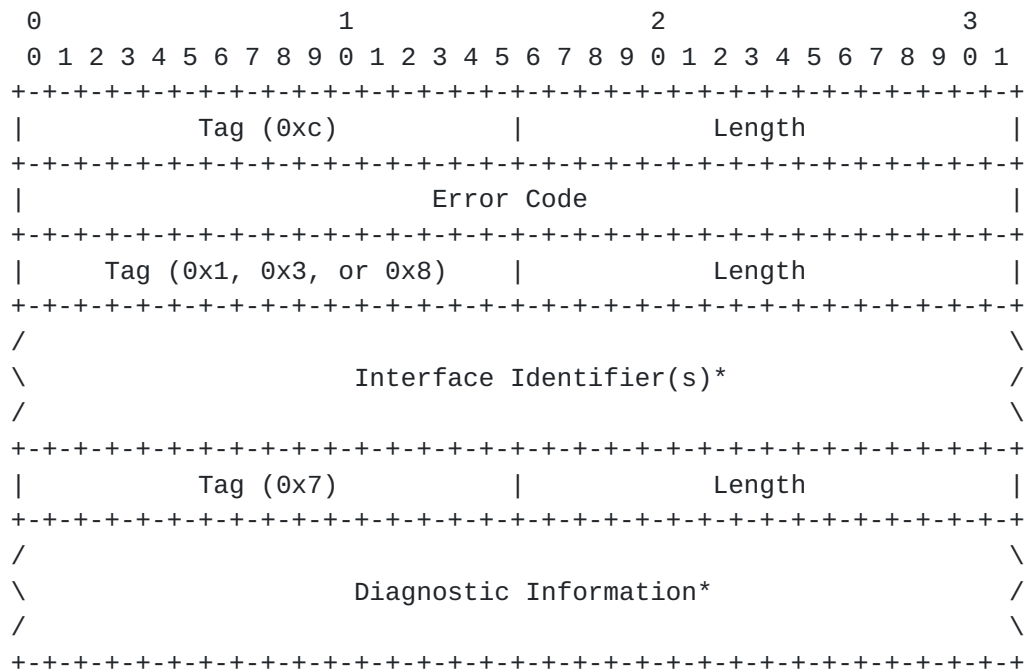 0                   1                   2                   3
 0 1 2 3 4 5 6 7 8 9 0 1 2 3 4 5 6 7 8 9 0 1 2 3 4 5 6 7 8 9 0 1
+-+-+-+-+-+-+-+-+-+-+-+-+-+-+-+-+-+-+-+-+-+-+-+-+-+-+-+-+-+-+-+-+
|           Tag (0xc)           |            Length             |
+-+-+-+-+-+-+-+-+-+-+-+-+-+-+-+-+-+-+-+-+-+-+-+-+-+-+-+-+-+-+-+-+
|                          Error Code                           |
+-+-+-+-+-+-+-+-+-+-+-+-+-+-+-+-+-+-+-+-+-+-+-+-+-+-+-+-+-+-+-+-+
|     Tag (0x1, 0x3, or 0x8)    |            Length             |
+-+-+-+-+-+-+-+-+-+-+-+-+-+-+-+-+-+-+-+-+-+-+-+-+-+-+-+-+-+-+-+-+
/                                                               \
\                     Interface Identifier(s)*                  /
/                                                               \
+-+-+-+-+-+-+-+-+-+-+-+-+-+-+-+-+-+-+-+-+-+-+-+-+-+-+-+-+-+-+-+-+
|           Tag (0x7)           |            Length             |
+-+-+-+-+-+-+-+-+-+-+-+-+-+-+-+-+-+-+-+-+-+-+-+-+-+-+-+-+-+-+-+-+
/                                                               \
\                     Diagnostic Information*                   /
/                                                               \
+-+-+-+-+-+-+-+-+-+-+-+-+-+-+-+-+-+-+-+-+-+-+-+-+-+-+-+-+-+-+-+-+